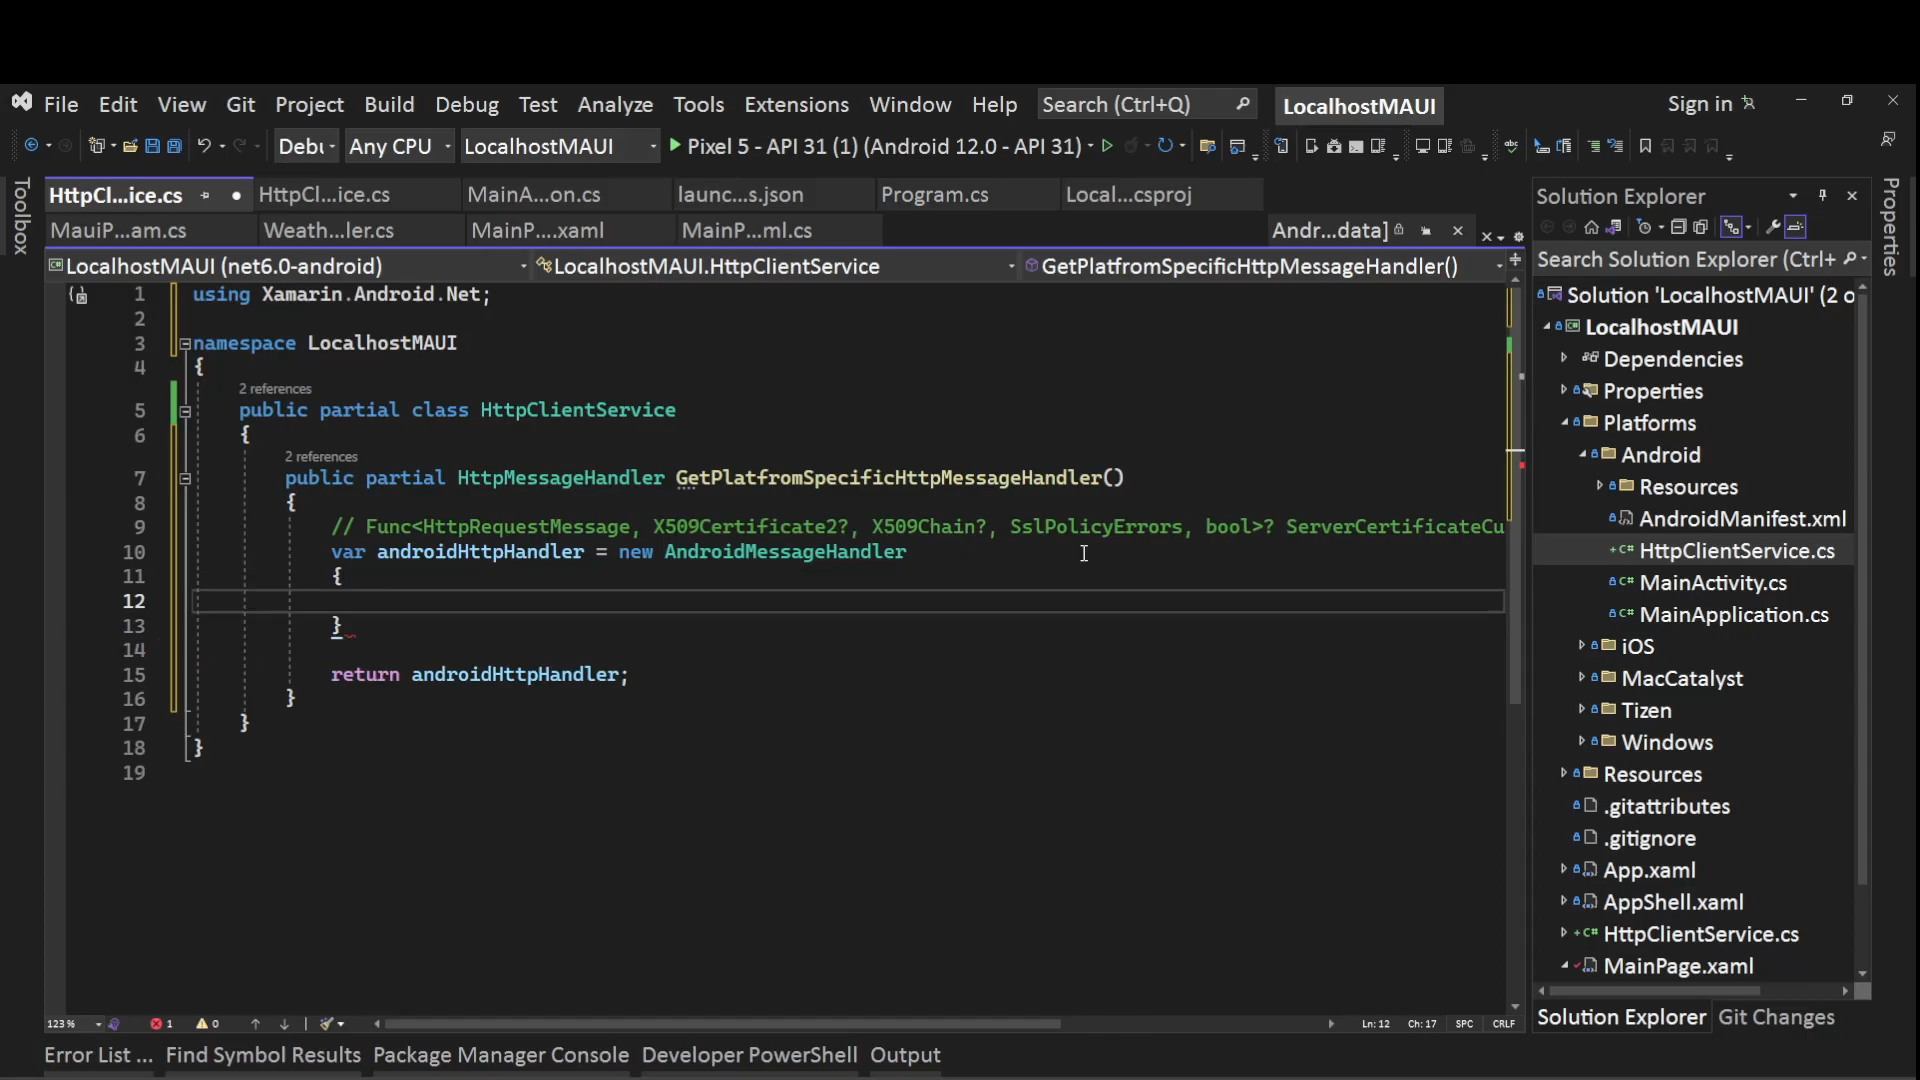 File Edit View Git Project Build Debug Test Analyze Tools Extensions Window Help Search (Ctrl+Q) LocalhostMAUI Sign in
Debu Any CPU LocalhostMAUI Pixel 5 - API 31 (1) (Android 12.0 - API 31)
Toolbox
HttpCl...ice.cs HttpCl...ice.cs MainA...on.cs launc...s.json Program.cs Local...csproj
MauiP...am.cs Weath...ler.cs MainP....xaml MainP...ml.cs Andr...data]
LocalhostMAUI (net6.0-android) LocalhostMAUI.HttpClientService GetPlatfromSpecificHttpMessageHandler()
1 using Xamarin.Android.Net;
2
3 namespace LocalhostMAUI
4 {
2 references
5 public partial class HttpClientService
6 {
2 references
7 public partial HttpMessageHandler GetPlatfromSpecificHttpMessageHandler()
8 {
9 // Func<HttpRequestMessage, X509Certificate2?, X509Chain?, SslPolicyErrors, bool>? ServerCertificateCu
10 var androidHttpHandler = new AndroidMessageHandler
11 {
12
13 }
14
15 return androidHttpHandler;
16 }
17 }
18 }
19
123 % 1 0 Ln: 12 Ch: 17 SPC CRLF
Error List ... Find Symbol Results Package Manager Console Developer PowerShell Output
Solution Explorer
Search Solution Explorer (Ctrl+
Solution 'LocalhostMAUI' (2 o
LocalhostMAUI
Dependencies
Properties
Platforms
Android
Resources
AndroidManifest.xml
HttpClientService.cs
MainActivity.cs
MainApplication.cs
iOS
MacCatalyst
Tizen
Windows
Resources
.gitattributes
.gitignore
App.xaml
AppShell.xaml
HttpClientService.cs
MainPage.xaml
Solution Explorer Git Changes
Properties